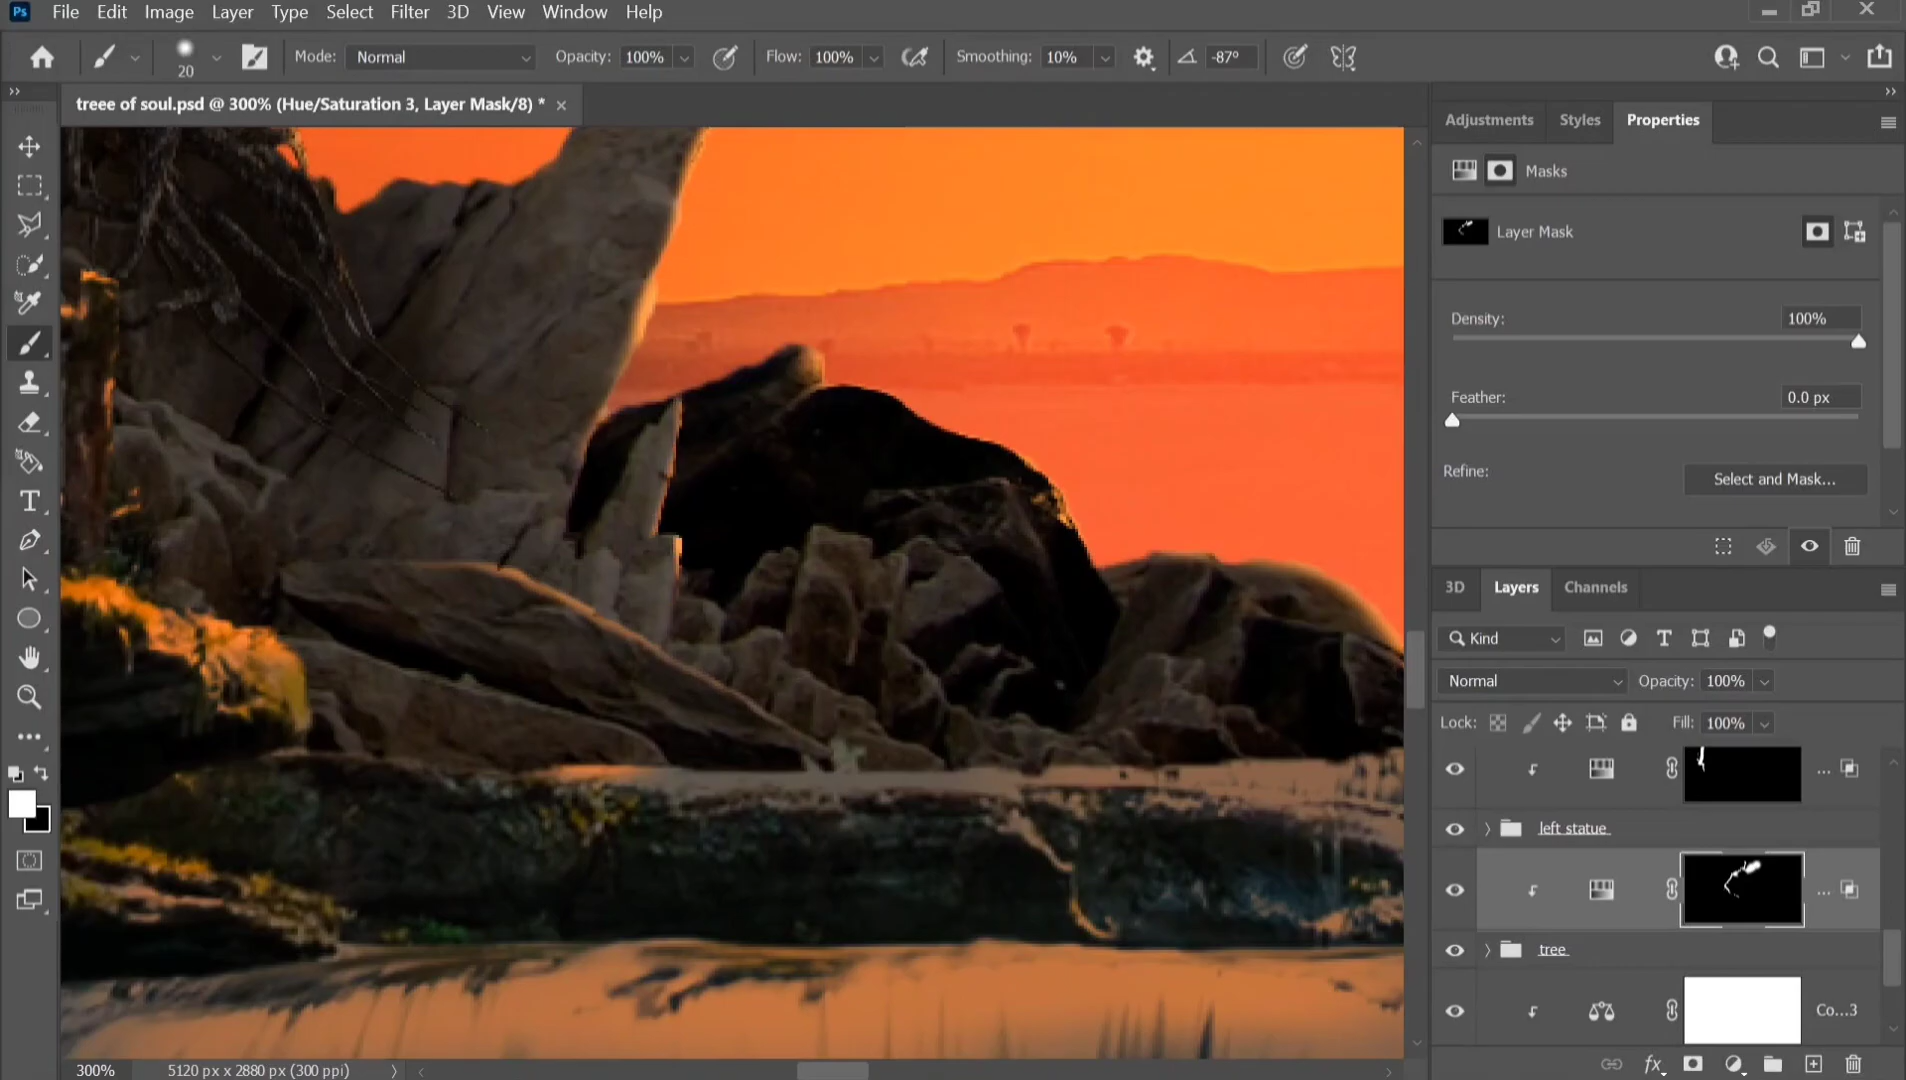 Ps File Edit Image Layer Type Select Filter 3D View Window Help
20 Mode: Normal Opacity: 100% Flow: 100% Smoothing: 10% -87°
treee of soul.psd @ 300% (Hue/Saturation 3, Layer Mask/8) *
Adjustments Styles Properties
Masks
Layer Mask
Density: 100%
Feather: 0.0 px
Refine: Select and Mask...
3D Layers Channels
Kind
Normal Opacity: 100%
Lock: Fill: 100%
...
left statue
...
tree
Co...3
300% 5120 px x 2880 px (300 ppi)
fx